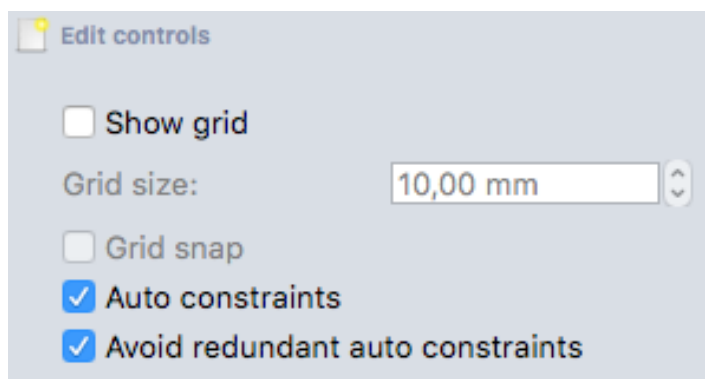 Edit controls
Show grid
Grid size: 10,00 mm
Grid snap
Auto constraints
Avoid redundant auto constraints